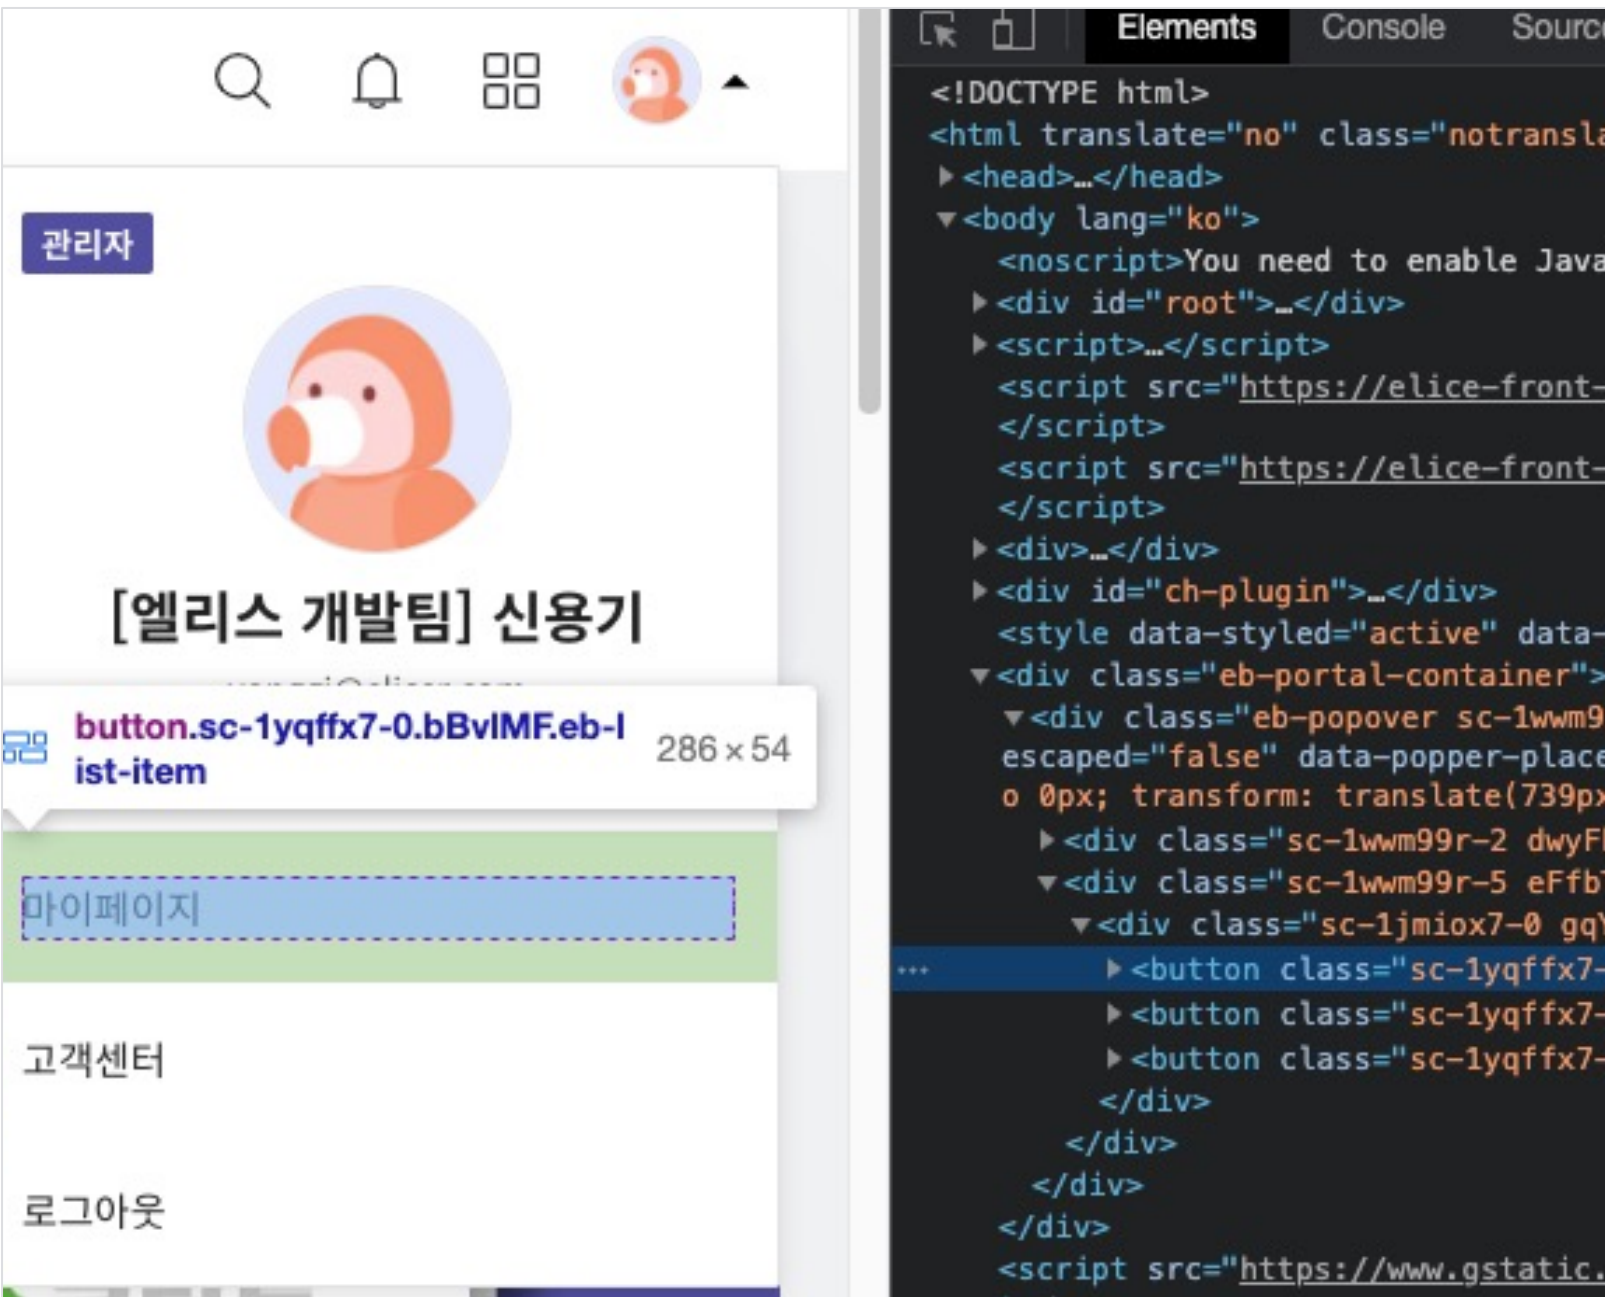 관리자
[엘리스 개발팀] 신용기
button.sc-1yqffx7-0.bBvIMF.eb-l
ist-item
286 × 54
마이페이지
고객센터
로그아웃
Elements Console Sourc
<!DOCTYPE html>
<html translate="no" class="notransla
<head>…</head>
<body lang="ko">
<noscript>You need to enable Java
<div id="root">…</div>
<script>…</script>
<script src="https://elice-front-
</script>
<script src="https://elice-front-
</script>
<div>…</div>
<div id="ch-plugin">…</div>
<style data-styled="active" data-
<div class="eb-portal-container">
<div class="eb-popover sc-1wwm9
escaped="false" data-popper-place
o 0px; transform: translate(739px
<div class="sc-1wwm99r-2 dwyF
<div class="sc-1wwm99r-5 eFfb
<div class="sc-1jmiox7-0 gqY
<button class="sc-1yqffx7-
<button class="sc-1yqffx7-
<button class="sc-1yqffx7-
</div>
</div>
</div>
</div>
<script src="https://www.gstatic.